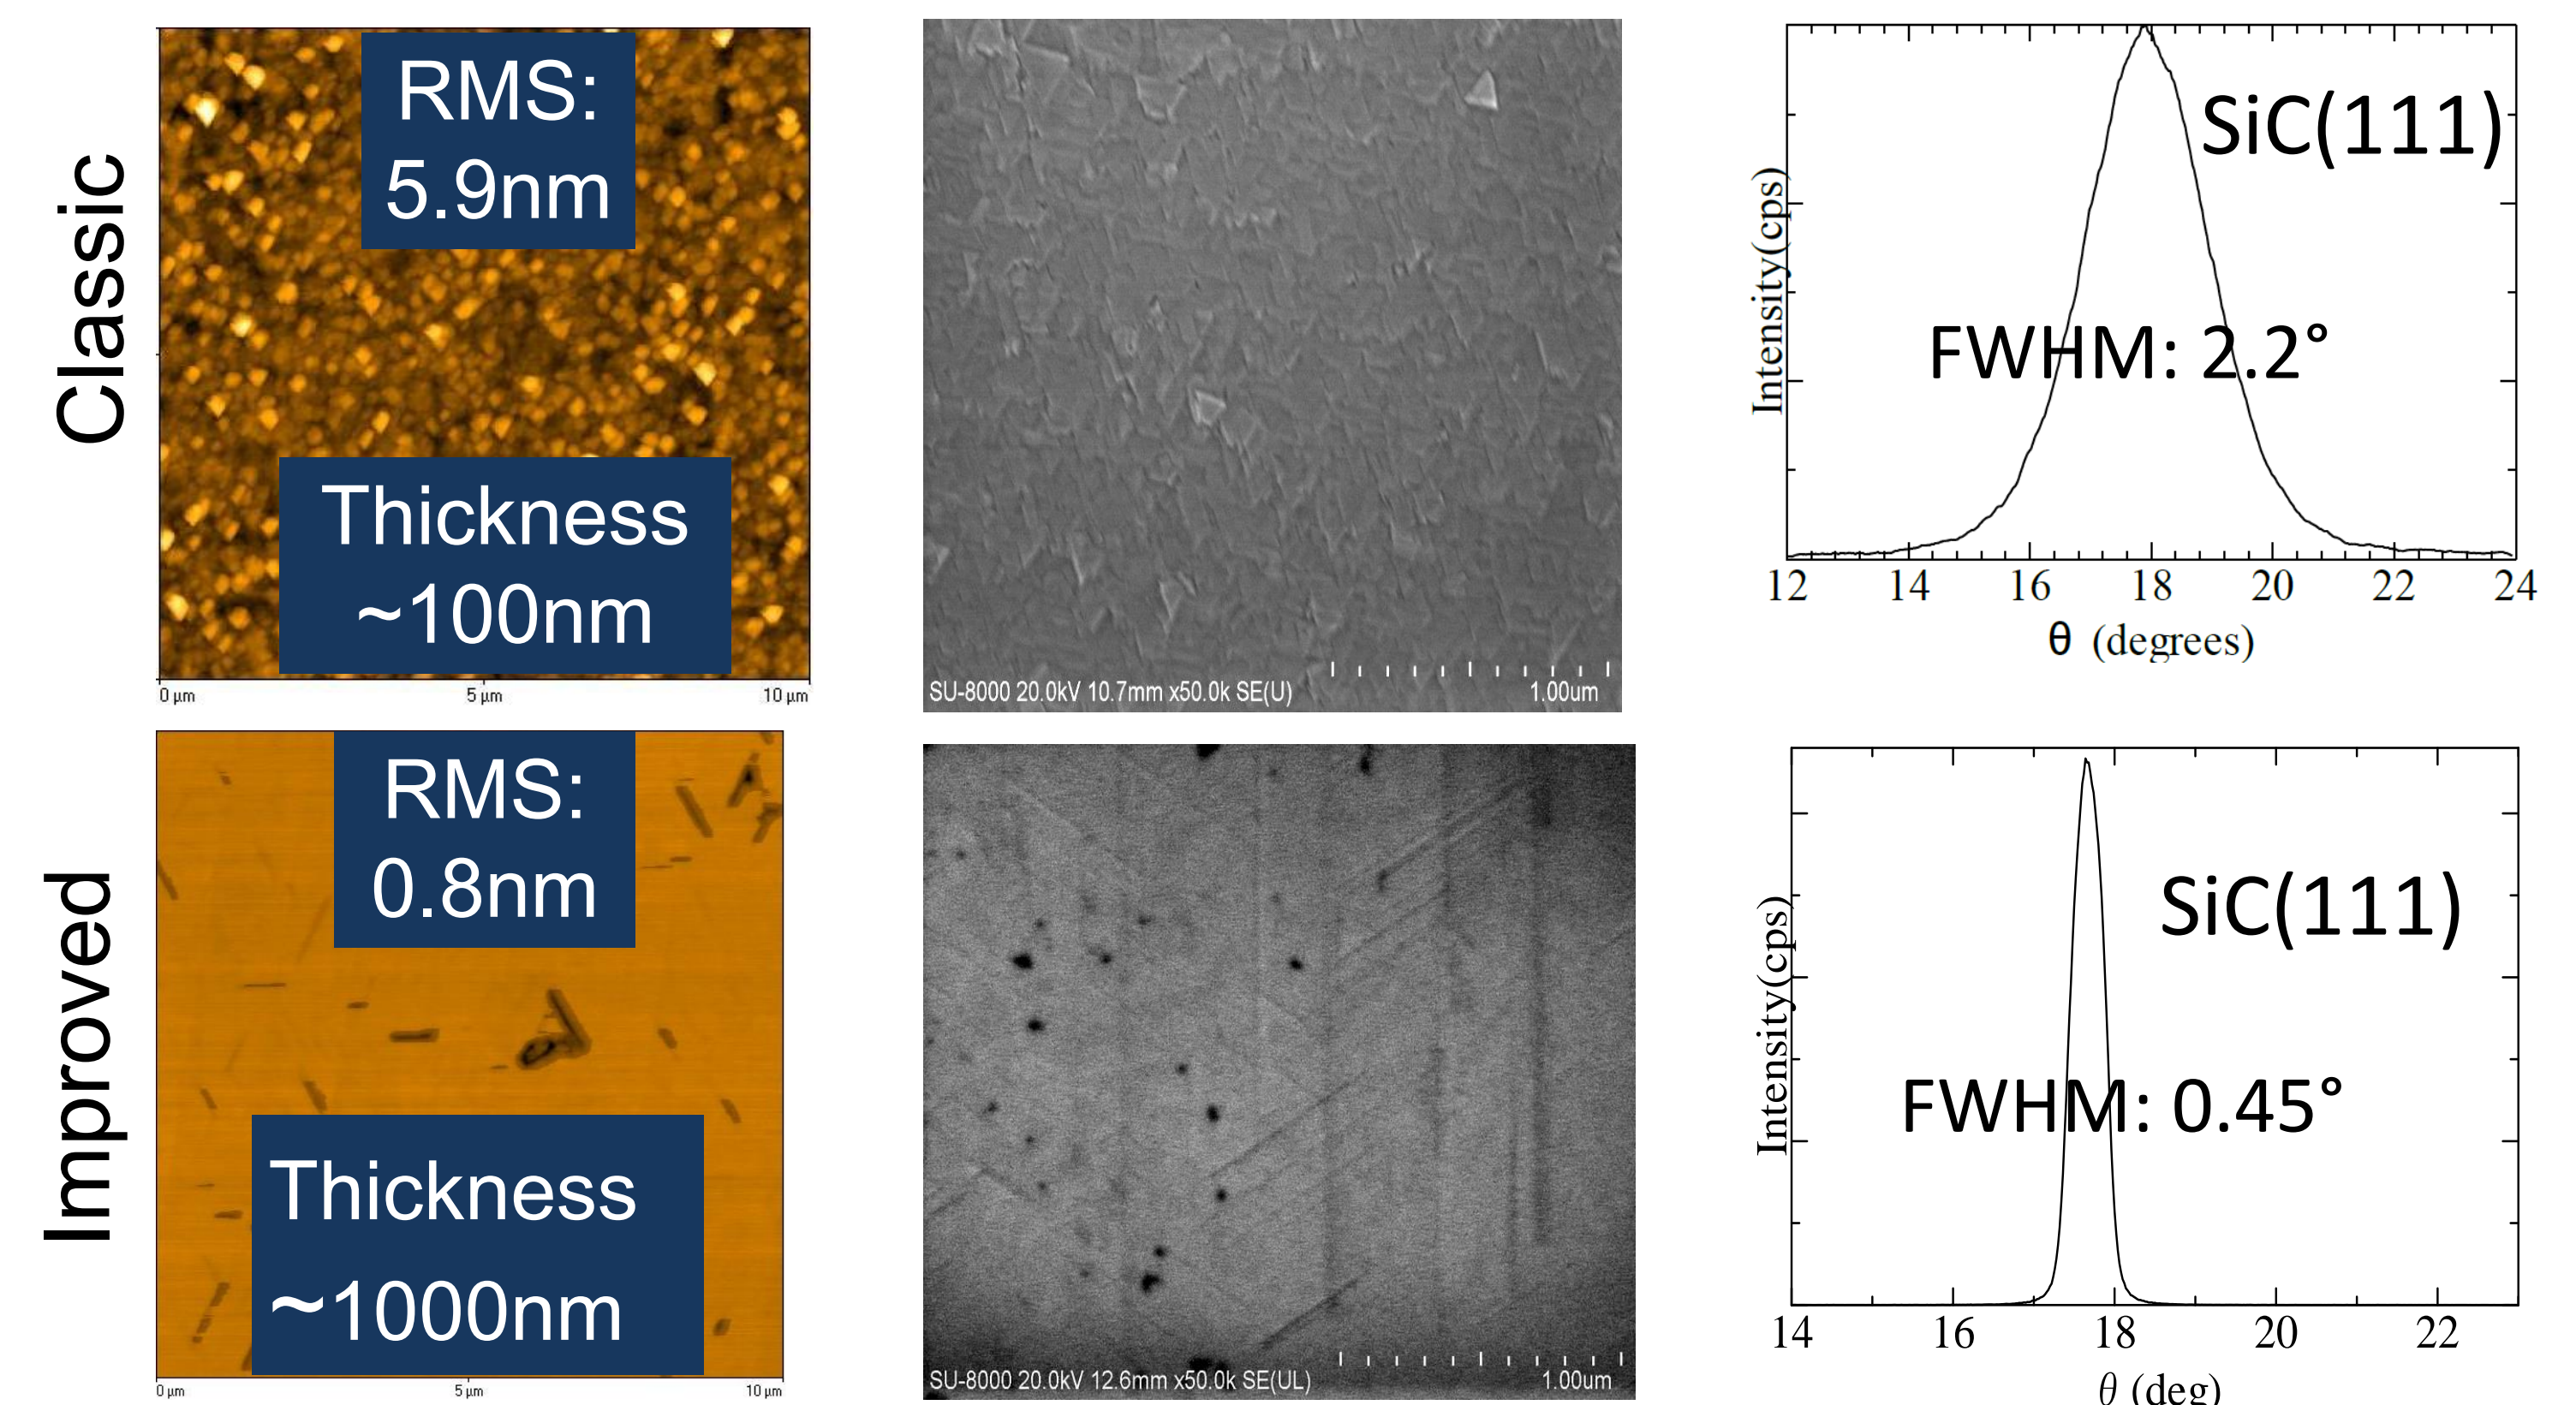 Classic
RMS:
5.9nm
Thickness
~100nm
0 µm
5 µm
10 µm
SU-8000 20.0kV 10.7mm x50.0k SE(U)
1.00um
Intensity(cps)
SiC(111)
FWHM: 2.2°
12 14 16 18 20 22 24
θ (degrees)
Improved
RMS:
0.8nm
Thickness
~1000nm
0 µm
5 µm
10 µm
SU-8000 20.0kV 12.6mm x50.0k SE(UL)
1.00um
Intensity(cps)
SiC(111)
FWHM: 0.45°
14 16 18 20 22
θ (deg)